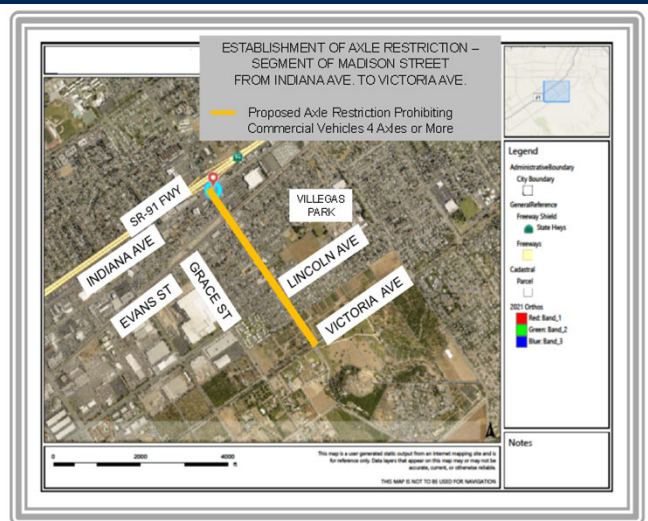 ESTABLISHMENT OF AXLE RESTRICTION –
SEGMENT OF MADISON STREET
FROM INDIANA AVE. TO VICTORIA AVE.
Proposed Axle Restriction Prohibiting
Commercial Vehicles 4 Axles or More
SR-91 FWY
INDIANA AVE
VILLEGAS
PARK
LINCOLN AVE
EVANS ST
GRACE ST
VICTORIA AVE
Legend
AdministrativeBoundary
City Boundary
GeneralReference
Freeway Shield
State Hwys
Freeways
Cadastral
Parcel
2021 Orthos
Red: Band_1
Green: Band_2
Blue: Band_3
Notes
0 2000 4000
ft
This map is a user generated static output from an Internet mapping site and is
for reference only. Data layers that appear on this map may or may not be
accurate, current, or otherwise reliable.
THIS MAP IS NOT TO BE USED FOR NAVIGATION